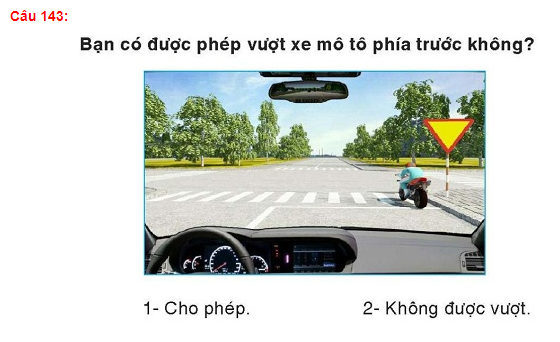 Câu 143:
Bạn có được phép vượt xe mô tô phía trước không?
1- Cho phép.
2- Không được vượt.